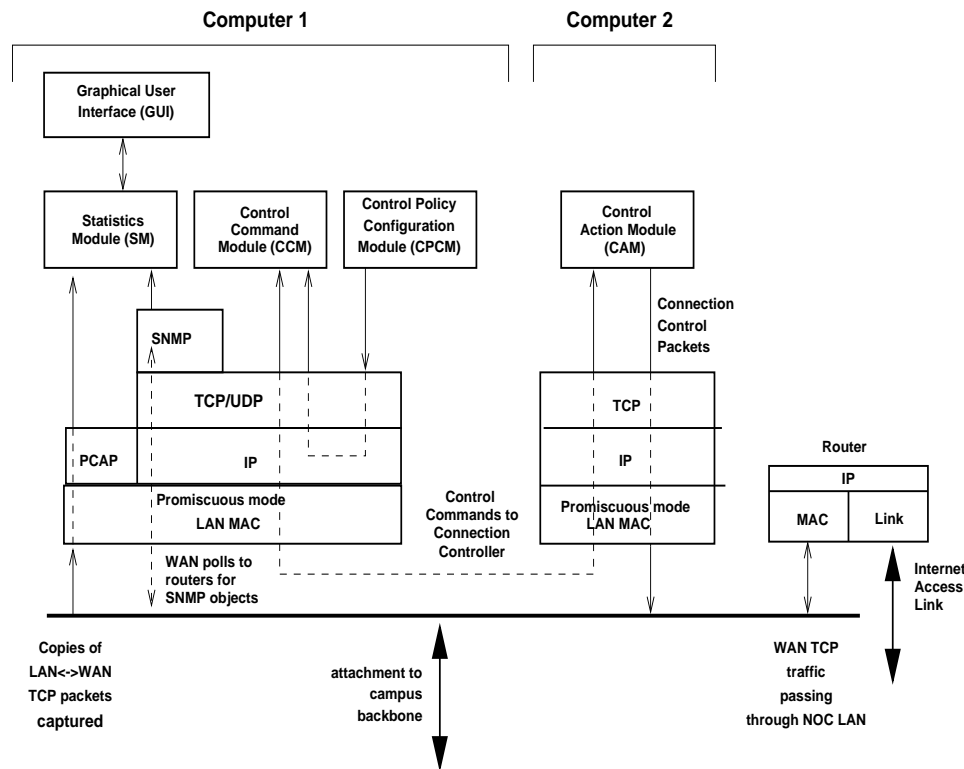 Computer 1
Computer 2
Graphical User
Interface (GUI)
Statistics
Module (SM)
Control
Command
Module (CCM)
Control Policy
Configuration
Module (CPCM)
Control
Action Module
(CAM)
Connection
Control
Packets
SNMP
TCP/UDP
TCP
PCAP
IP
IP
Router
IP
MAC
Link
Promiscuous mode
LAN MAC
Control
Commands to
Connection
Controller
Promiscuous mode
LAN MAC
WAN polls to
routers for
SNMP objects
Internet
Access
Link
Copies of
LAN<->WAN
TCP packets
captured
attachment to
campus
backbone
WAN TCP
traffic
passing
through NOC LAN